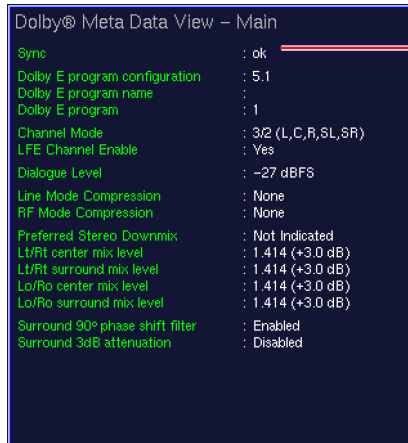 Dolby® Meta Data View – Main
Sync : ok
Dolby E program configuration : 5.1
Dolby E program name :
Dolby E program : 1
Channel Mode : 3/2 (L,C,R,SL,SR)
LFE Channel Enable : Yes
Dialogue Level : −27 dBFS
Line Mode Compression : None
RF Mode Compression : None
Preferred Stereo Downmix : Not Indicated
Lt/Rt center mix level : 1.414 (+3.0 dB)
Lt/Rt surround mix level : 1.414 (+3.0 dB)
Lo/Ro center mix level : 1.414 (+3.0 dB)
Lo/Ro surround mix level : 1.414 (+3.0 dB)
Surround 90º phase shift filter : Enabled
Surround 3dB attenuation : Disabled